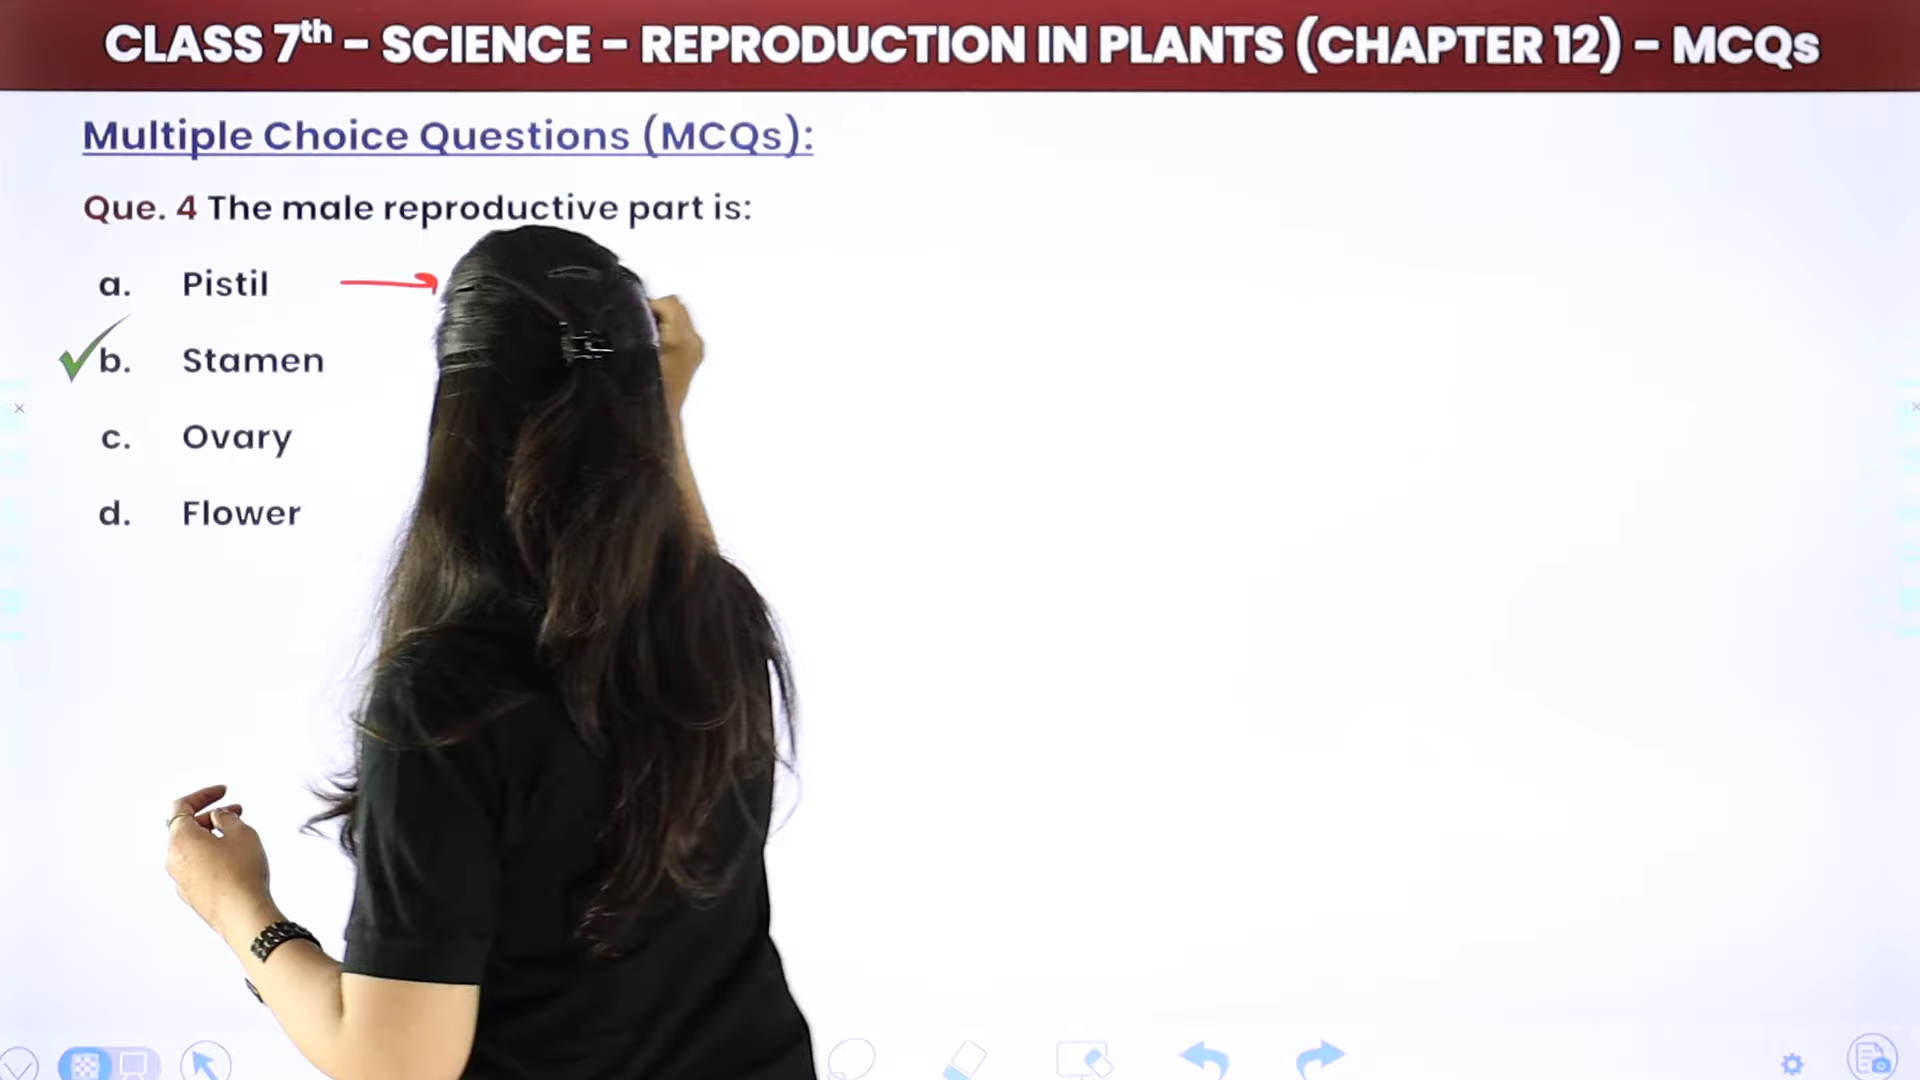 CLASS 7th – SCIENCE – REPRODUCTION IN PLANTS (CHAPTER 12) – MCQs
Multiple Choice Questions (MCQs):
Que. 4 The male reproductive part is:
a. Pistil
b. Stamen
c. Ovary
d. Flower